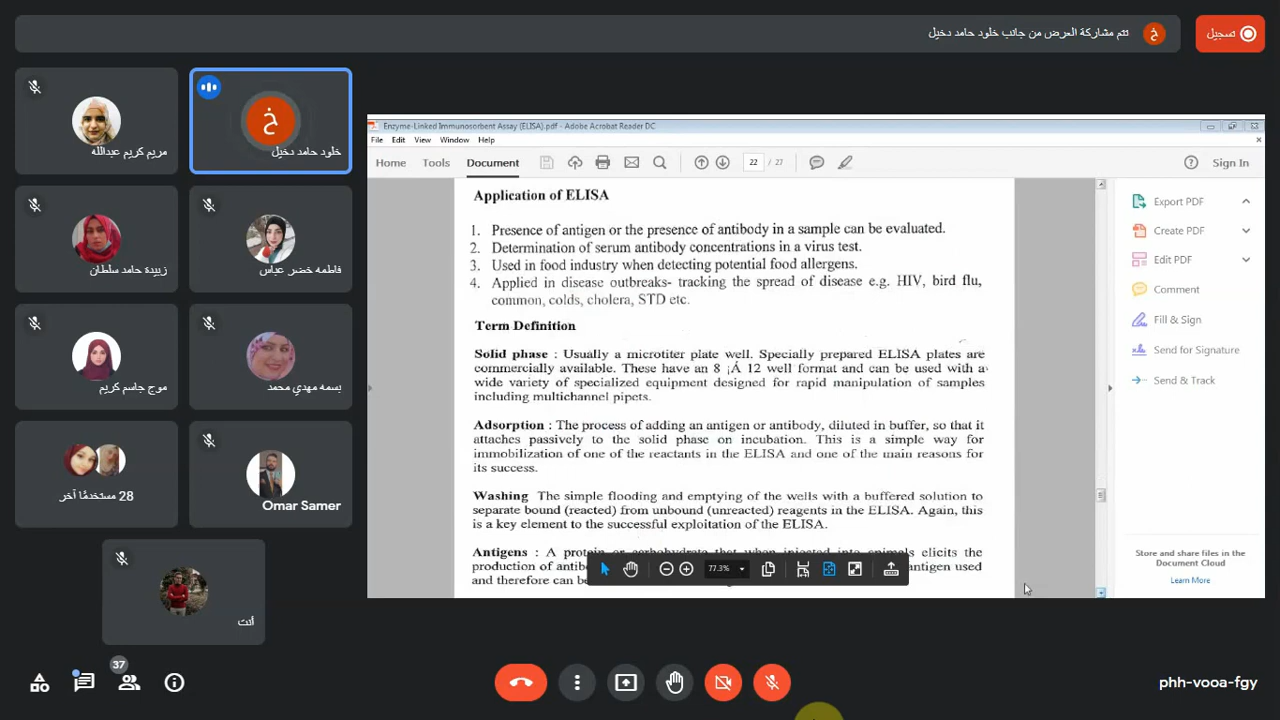 تتم مشاركة العرض من جانب خلود حامد دخيل
خ
تسجيل
مريم كريم عبدالله
خ
خلود حامد دخيل
زبيدة حامد سلطان
فاطمه خضر عباس
موج جاسم كريم
بسمه مهدي محمد
28 مستخدمًا آخر
Omar Samer
أنت
Enzyme-Linked Immunosorbent Assay (ELISA).pdf - Adobe Acrobat Reader DC
File Edit View Window Help
Home Tools Document 22 / 27 Sign In
Application of ELISA
1. Presence of antigen or the presence of antibody in a sample can be evaluated.
2. Determination of serum antibody concentrations in a virus test.
3. Used in food industry when detecting potential food allergens.
4. Applied in disease outbreaks- tracking the spread of disease e.g. HIV, bird flu,
common, colds, cholera, STD etc.
Term Definition
Solid phase : Usually a microtiter plate well. Specially prepared ELISA plates are
commercially available. These have an 8 ¡Á 12 well format and can be used with a
wide variety of specialized equipment designed for rapid manipulation of samples
including multichannel pipets.
Adsorption : The process of adding an antigen or antibody, diluted in buffer, so that it
attaches passively to the solid phase on incubation. This is a simple way for
immobilization of one of the reactants in the ELISA and one of the main reasons for
its success.
Washing The simple flooding and emptying of the wells with a buffered solution to
separate bound (reacted) from unbound (unreacted) reagents in the ELISA. Again, this
is a key element to the successful exploitation of the ELISA.
Antigens : A protein or carbohydrate that when injected into animals elicits the
production of antigen used
and therefore can be
77.3%
Export PDF
Create PDF
Edit PDF
Comment
Fill & Sign
Send for Signature
Send & Track
Store and share files in the
Document Cloud
Learn More
37
phh-vooa-fgy